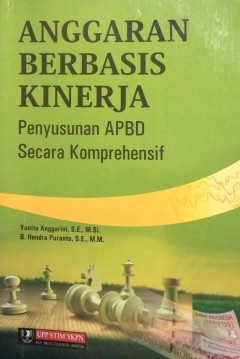 ANGGARAN
BERBASIS
KINERJA
Penyusunan APBD
Secara Komprehensif
Yunita Anggarini, S.E., M.Si.
B. Hendra Puranto, S.E., M.M.
UPP STIM YKPN